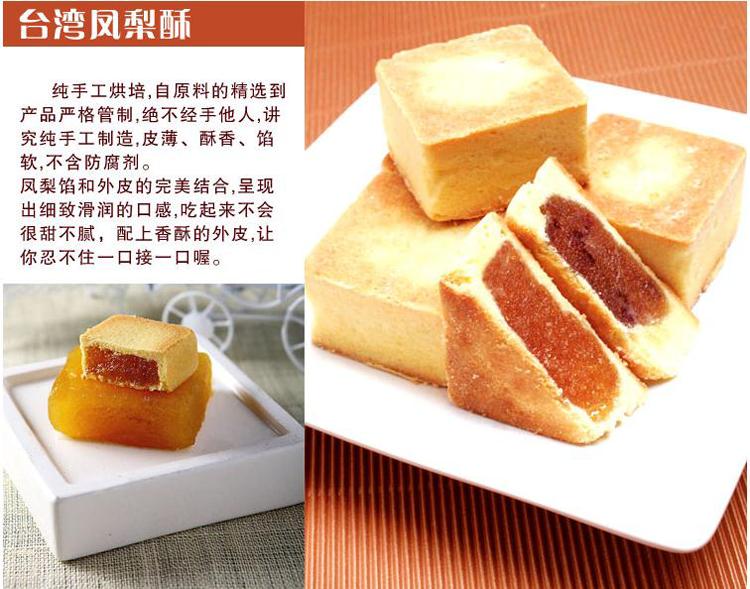 台湾凤梨酥
纯手工烘培,自原料的精选到
产品严格管制,绝不经手他人,讲
究纯手工制造,皮薄、酥香、馅
软,不含防腐剂。
凤梨馅和外皮的完美结合,呈现
出细致滑润的口感,吃起来不会
很甜不腻，配上香酥的外皮,让
你忍不住一口接一口喔。